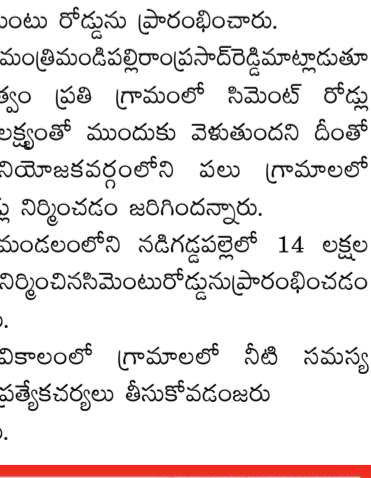 ంటు రోడ్డును ప్రారంభించారు.
మంత్రిమండిపల్లిరాంప్రసాద్‌రెడ్డిమాట్లాడుతూ
త్వం ప్రతి గ్రామంలో సిమెంట్ రోడ్లు
లక్ష్యంతో ముందుకు వెళుతుందని దీంతో
నియోజకవర్గంలోని పలు గ్రామాలలో
నిర్మించడం జరిగిందన్నారు.
మండలంలోని నడిగడ్డపల్లెలో 14 లక్షల
నిర్మించినసిమెంటురోడ్డునుప్రారంభించడం
వికాలంలో గ్రామాలలో నీటి సమస్య
ప్రత్యేకచర్యలు తీసుకోవడంజరు